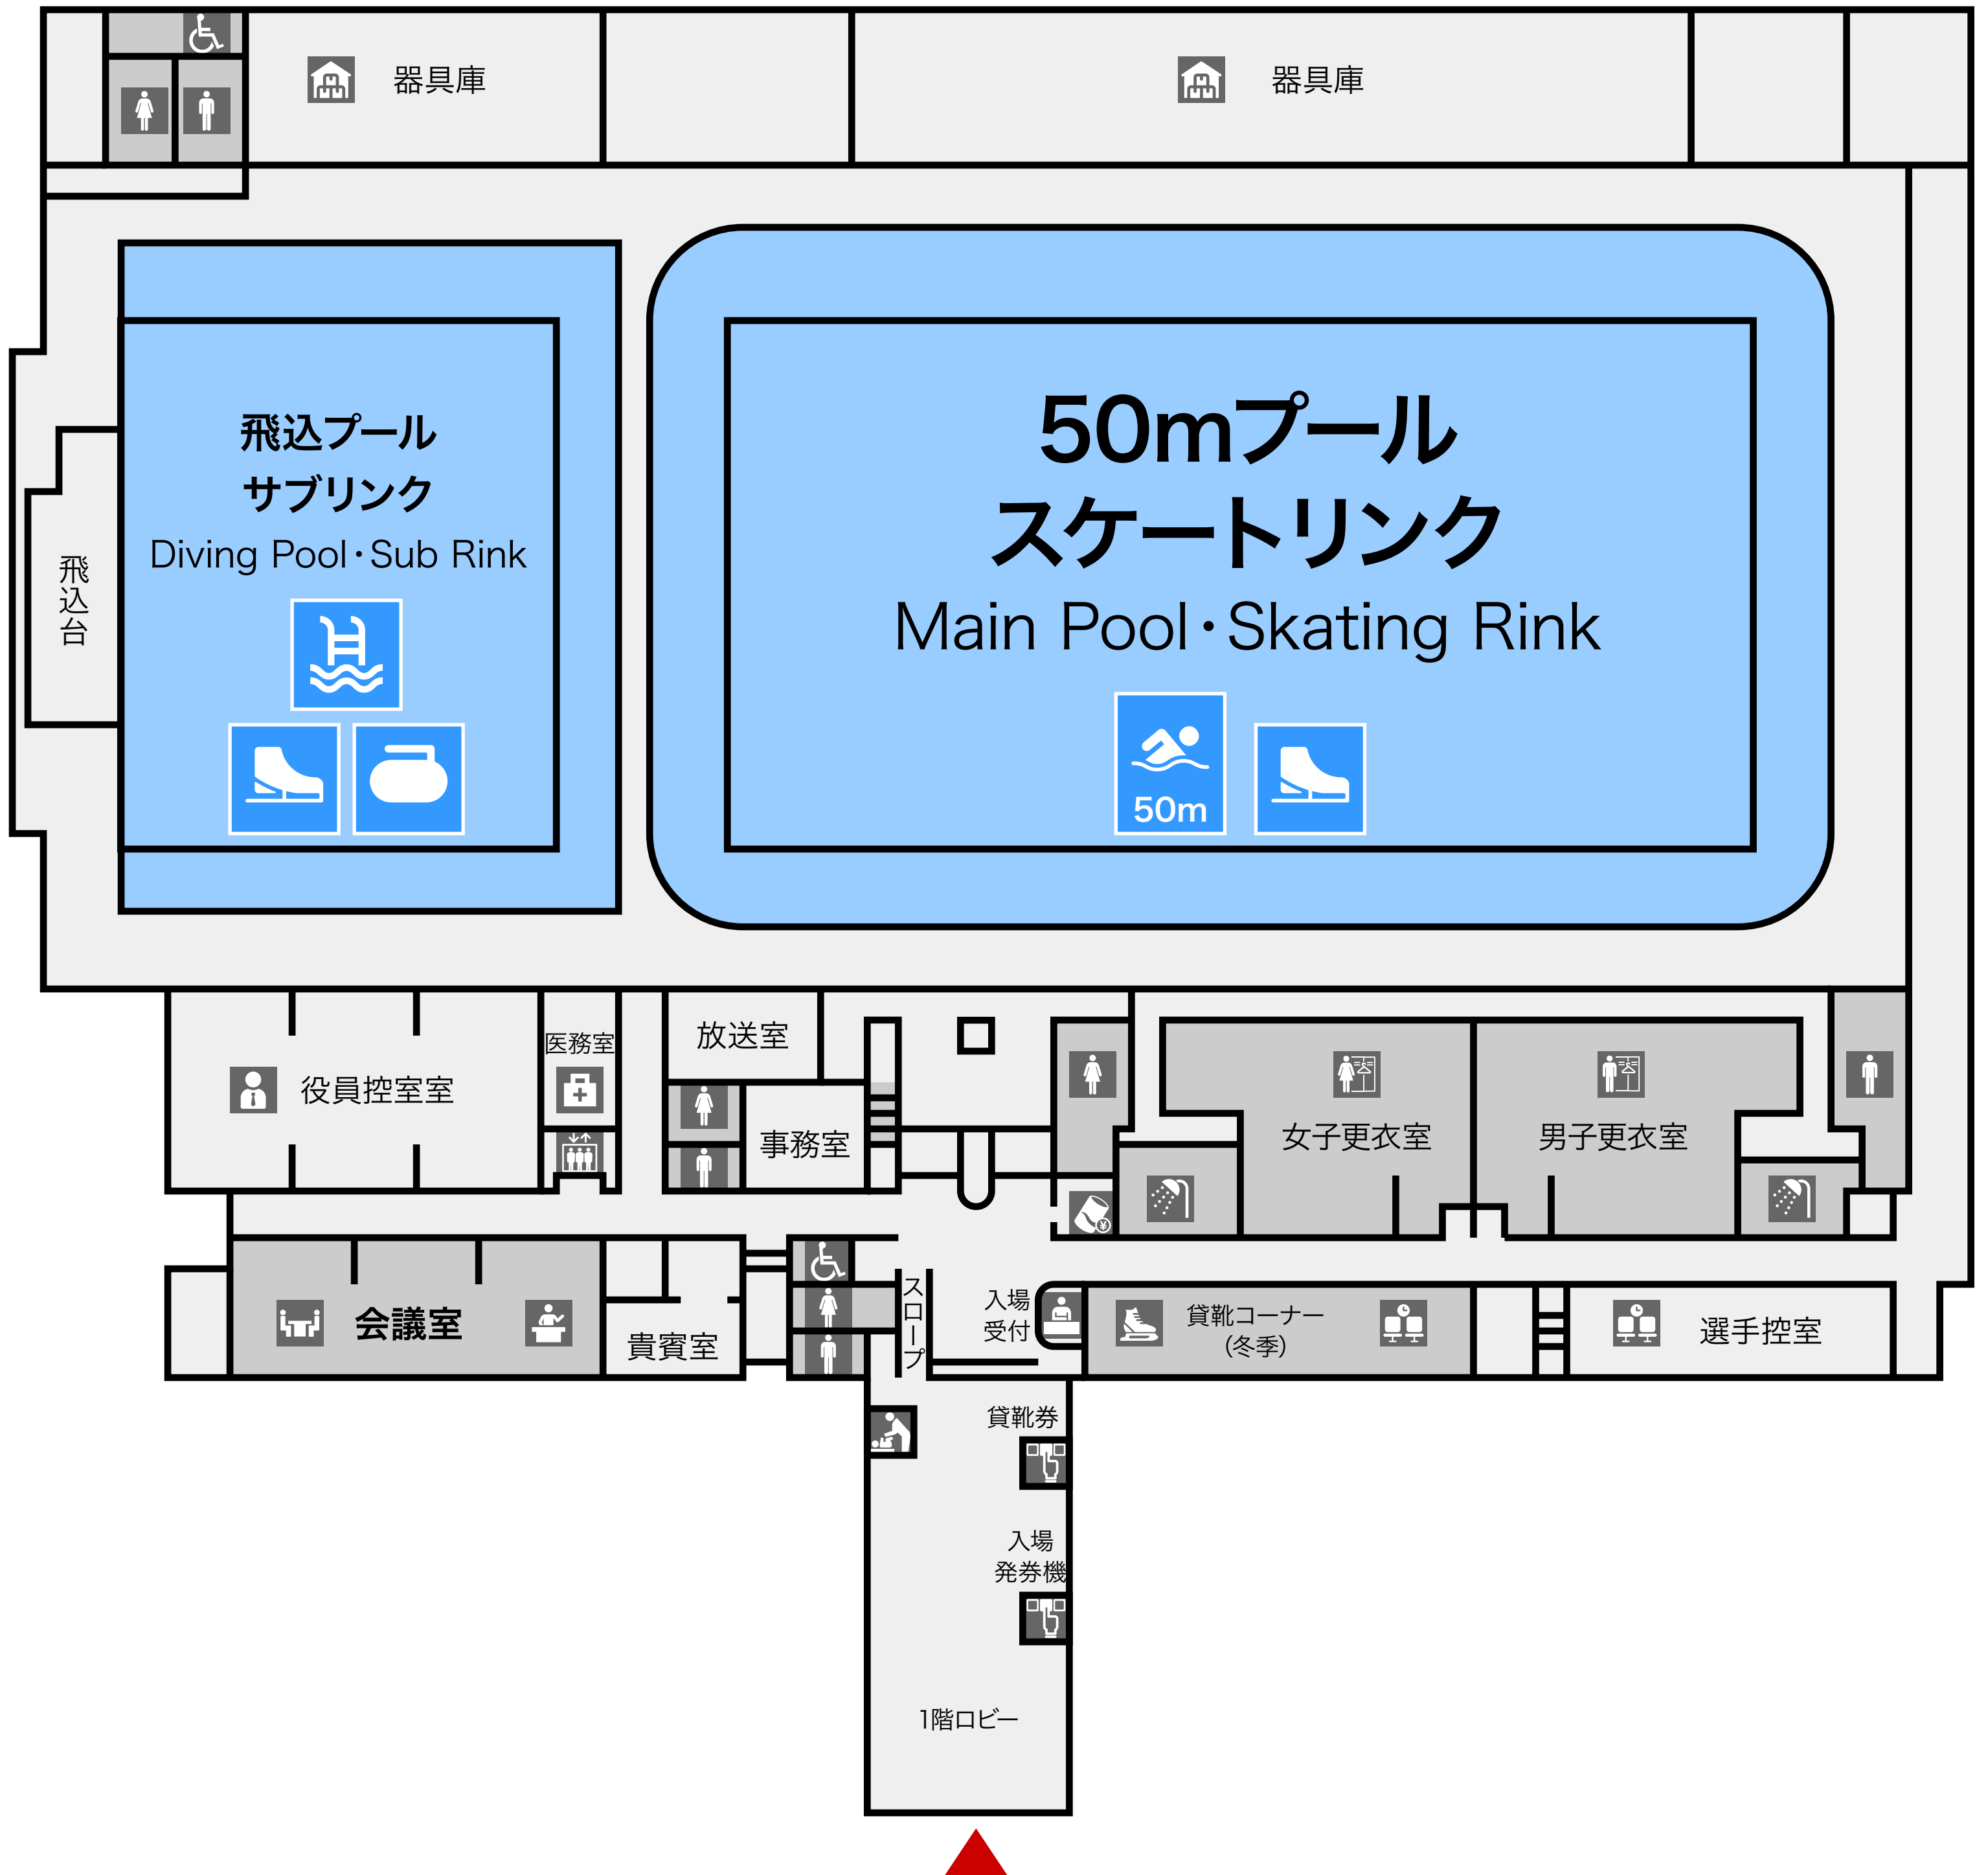 器具庫
器具庫
飛込プール
サブリンク
Diving Pool・Sub Rink
飛込台
50mプール
スケートリンク
Main Pool・Skating Rink
50m
役員控室室
医務室
放送室
事務室
女子更衣室
男子更衣室
会議室
貴賓室
スロープ
入場
受付
貸靴コーナー
（冬季）
選手控室
貸靴券
入場
発券機
1階ロビー